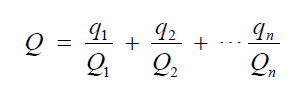 Q = q₁/Q₁ + q₂/Q₂ + ⋯ qₙ/Qₙ